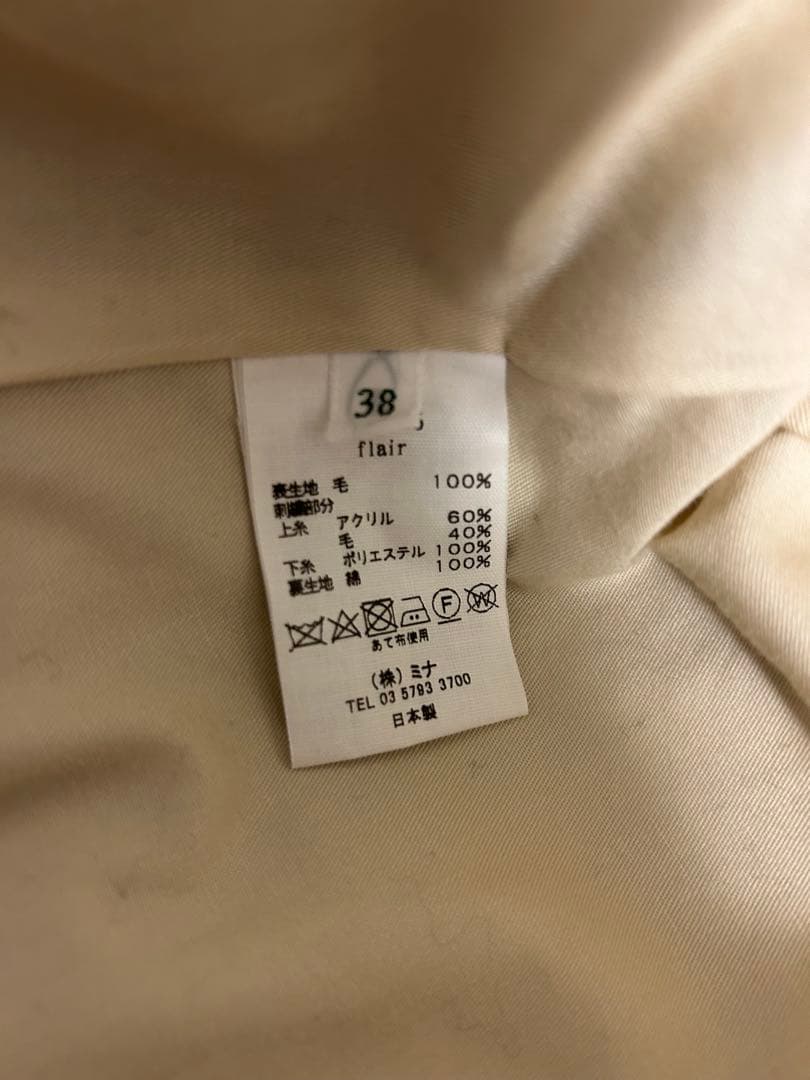 38
flair
表生地 毛 100%
刺繍部分
上糸 アクリル 60%
毛 40%
下糸 ポリエステル 100%
裏生地 綿 100%
F W
あて布使用
(株) ミナ
TEL 03 5793 3700
日本製